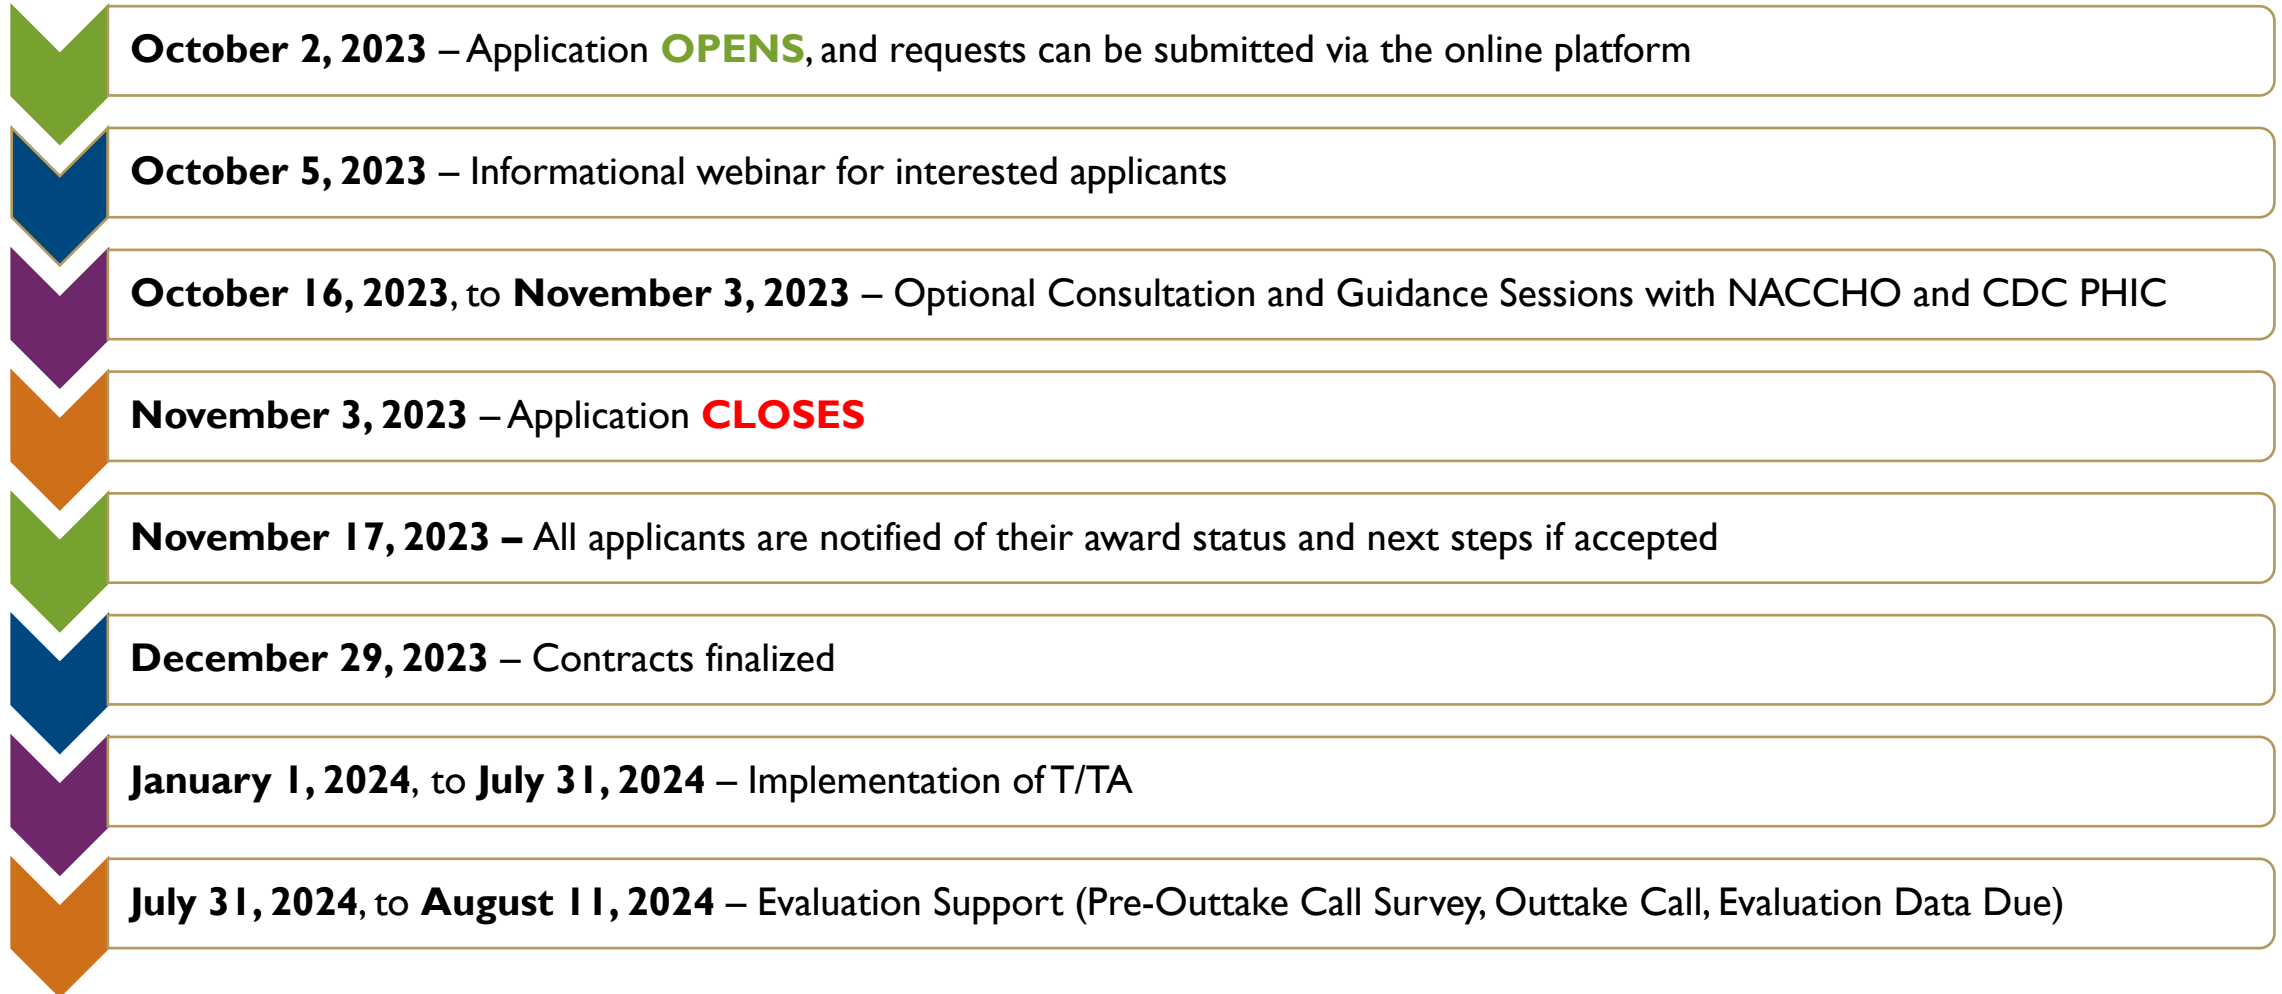 October 2, 2023 – Application OPENS, and requests can be submitted via the online platform
October 5, 2023 – Informational webinar for interested applicants
October 16, 2023, to November 3, 2023 – Optional Consultation and Guidance Sessions with NACCHO and CDC PHIC
November 3, 2023 – Application CLOSES
November 17, 2023 – All applicants are notified of their award status and next steps if accepted
December 29, 2023 – Contracts finalized
January 1, 2024, to July 31, 2024 – Implementation of T/TA
July 31, 2024, to August 11, 2024 – Evaluation Support (Pre-Outtake Call Survey, Outtake Call, Evaluation Data Due)